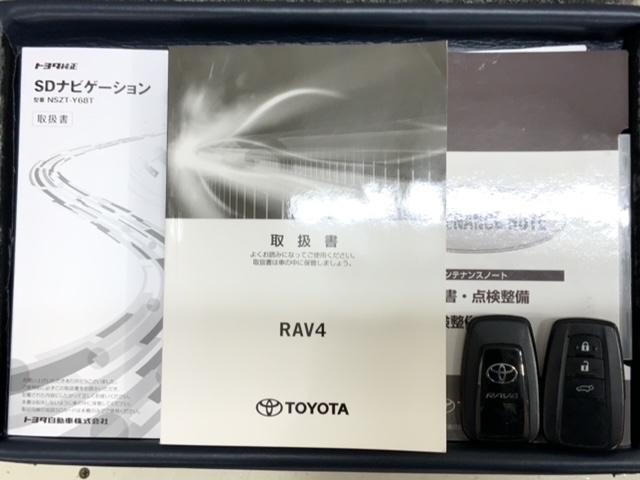 トヨタ純正
SDナビゲーション
型番 NSZT-Y68T
取扱書
トヨタ自動車株式会社
取扱書
よくお読みになってご使用ください。
取扱書は車の中に保管しましょう。
RAV4
TOYOTA
ENANCE NOTE
ンテナンスノート
書・点検整備
RAV4